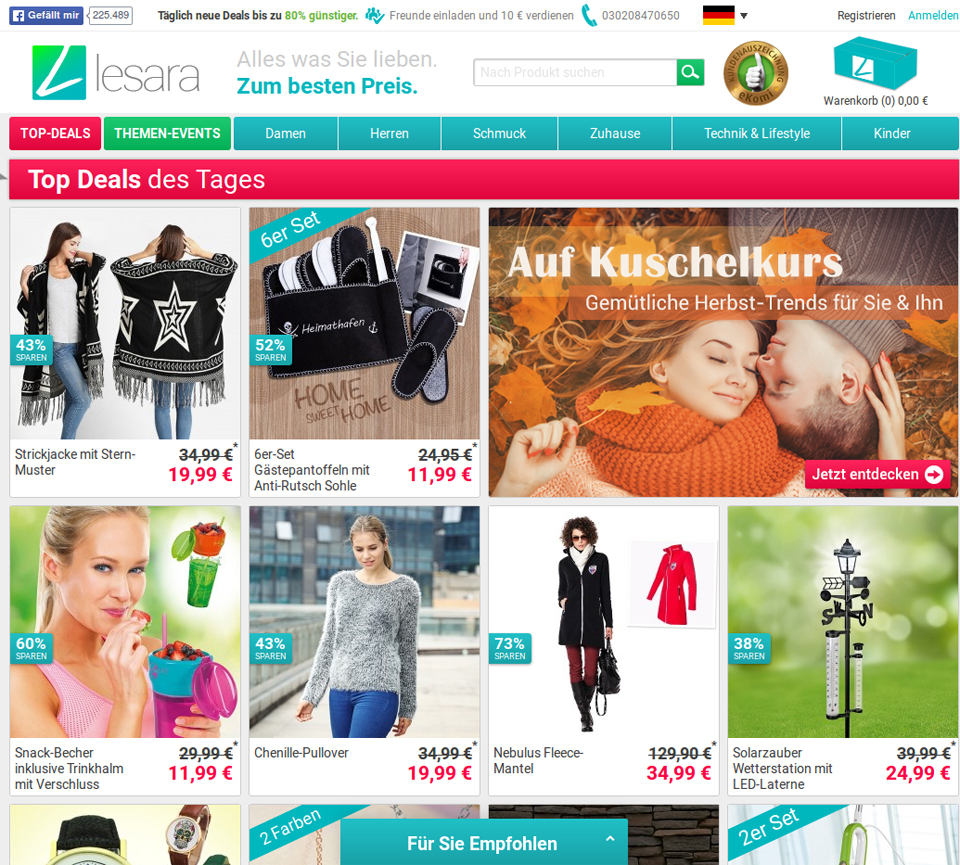 Gefällt mir 225.489 Täglich neue Deals bis zu 80% günstiger. Freunde einladen und 10 € verdienen 030208470650 Registrieren Anmelden
lesara
Alles was Sie lieben.
Zum besten Preis.
Nach Produkt suchen
KUNDENAUSZEICHNUNG
eKomi
Warenkorb (0) 0,00 €
TOP-DEALS THEMEN-EVENTS Damen Herren Schmuck Zuhause Technik & Lifestyle Kinder
Top Deals des Tages
43%
SPAREN
Strickjacke mit Stern-
Muster
34,99 €*
19,99 €
6er Set
Heimathafen
HOME
SWEET HOME
52%
SPAREN
6er-Set
Gästepantoffeln mit
Anti-Rutsch Sohle
24,95 €*
11,99 €
Auf Kuschelkurs
Gemütliche Herbst-Trends für Sie & Ihn
Jetzt entdecken
60%
SPAREN
Snack-Becher
inklusive Trinkhalm
mit Verschluss
29,99 €*
11,99 €
43%
SPAREN
Chenille-Pullover
34,99 €*
19,99 €
73%
SPAREN
Nebulus Fleece-
Mantel
129,90 €*
34,99 €
38%
SPAREN
Solarzauber
Wetterstation mit
LED-Laterne
39,99 €*
24,99 €
2 Farben
2er Set
Für Sie Empfohlen